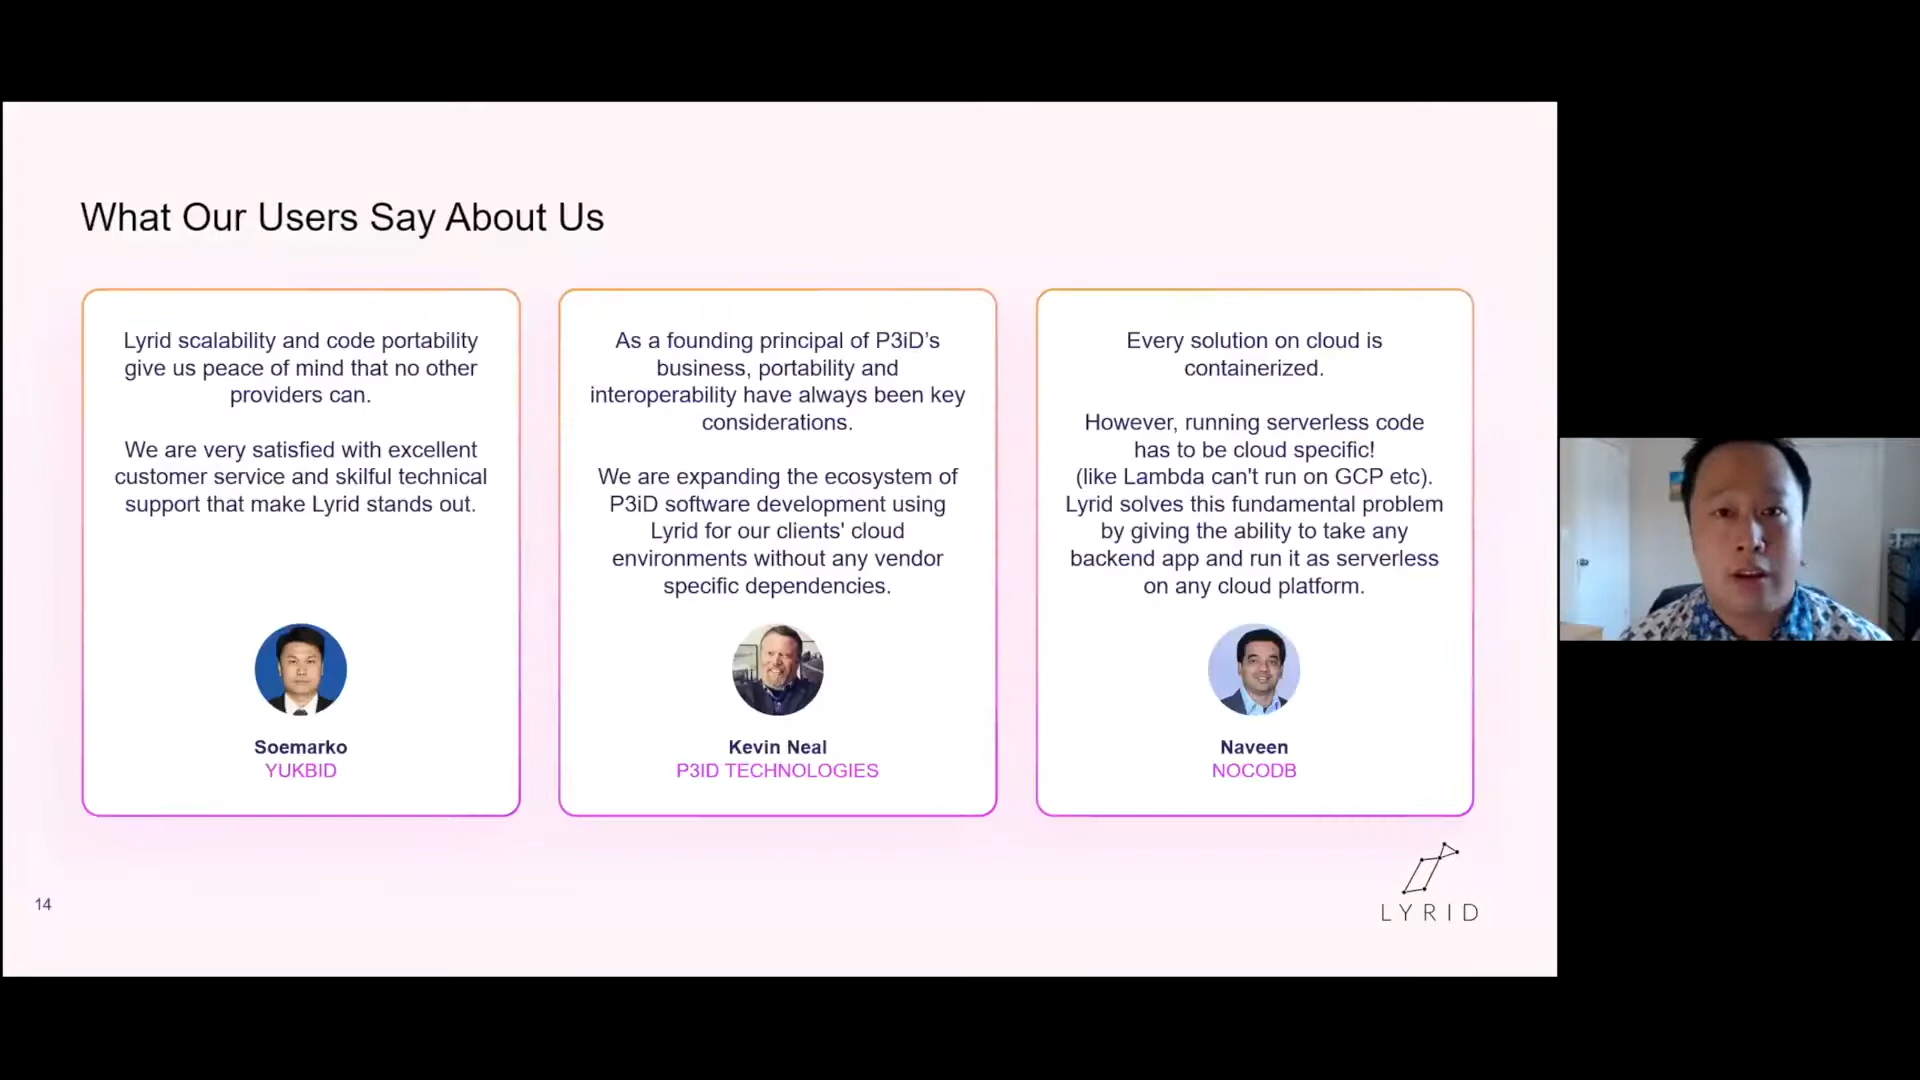 What Our Users Say About Us
Lyrid scalability and code portability
give us peace of mind that no other
providers can.
We are very satisfied with excellent
customer service and skilful technical
support that make Lyrid stands out.
Soemarko
YUKBID
As a founding principal of P3iD’s
business, portability and
interoperability have always been key
considerations.
We are expanding the ecosystem of
P3iD software development using
Lyrid for our clients' cloud
environments without any vendor
specific dependencies.
Kevin Neal
P3ID TECHNOLOGIES
Every solution on cloud is
containerized.
However, running serverless code
has to be cloud specific!
(like Lambda can't run on GCP etc).
Lyrid solves this fundamental problem
by giving the ability to take any
backend app and run it as serverless
on any cloud platform.
Naveen
NOCODB
14
LYRID